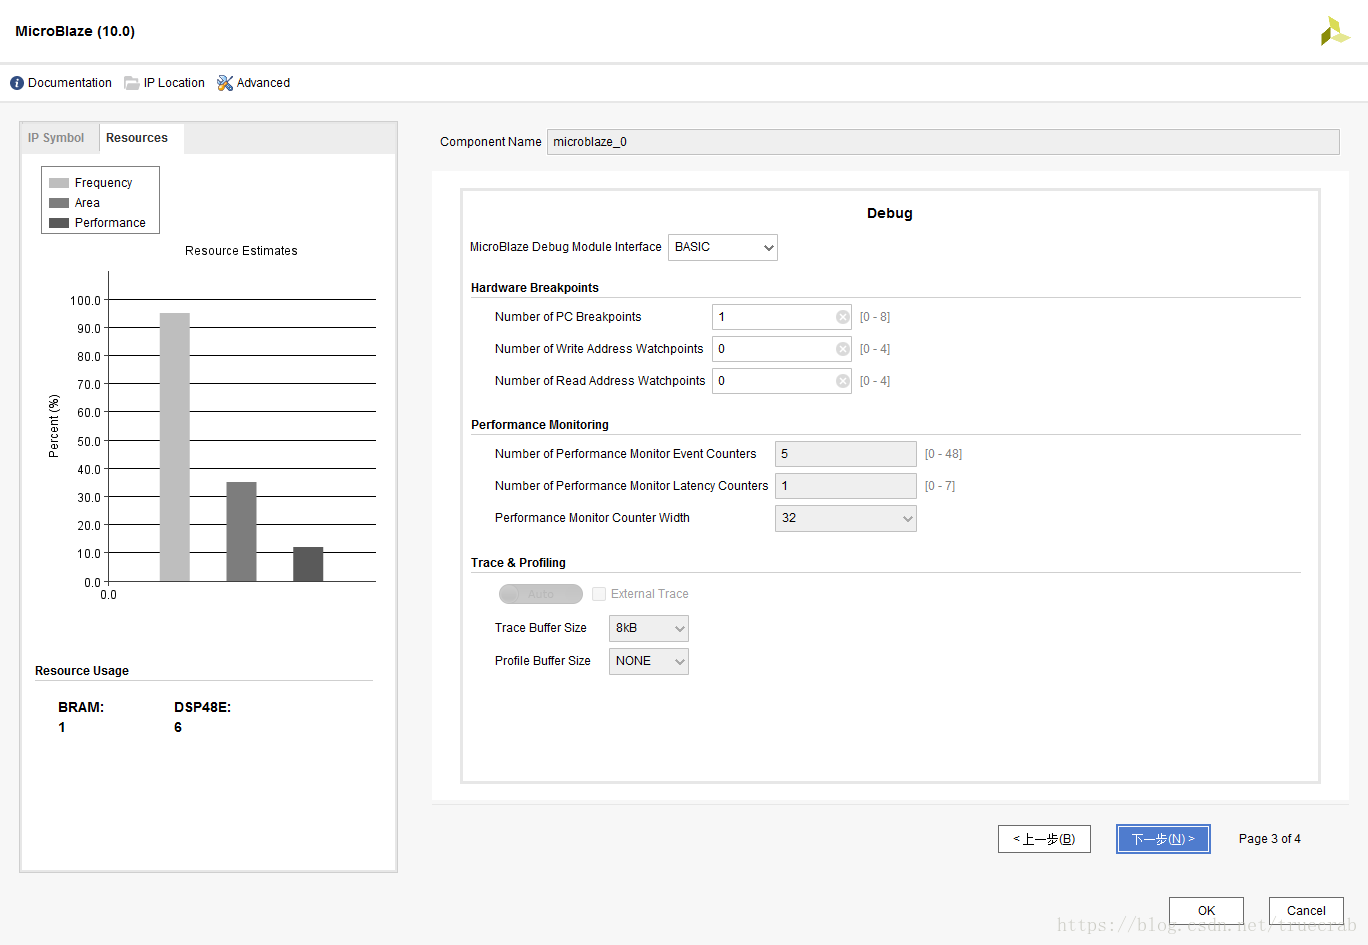 MicroBlaze (10.0)
Documentation IP Location Advanced
IP Symbol Resources
Frequency
Area
Performance
Resource Estimates
100.0
90.0
80.0
70.0
60.0
50.0
40.0
30.0
20.0
10.0
0.0
0.0
Percent (%)
Resource Usage
BRAM: DSP48E:
1 6
Component Name microblaze_0
Debug
MicroBlaze Debug Module Interface BASIC
Hardware Breakpoints
Number of PC Breakpoints 1 [0 - 8]
Number of Write Address Watchpoints 0 [0 - 4]
Number of Read Address Watchpoints 0 [0 - 4]
Performance Monitoring
Number of Performance Monitor Event Counters 5 [0 - 48]
Number of Performance Monitor Latency Counters 1 [0 - 7]
Performance Monitor Counter Width 32
Trace & Profiling
Auto External Trace
Trace Buffer Size 8kB
Profile Buffer Size NONE
< 上一步(B) 下一步(N) > Page 3 of 4
OK Cancel
https://blog.csdn.net/truecrab